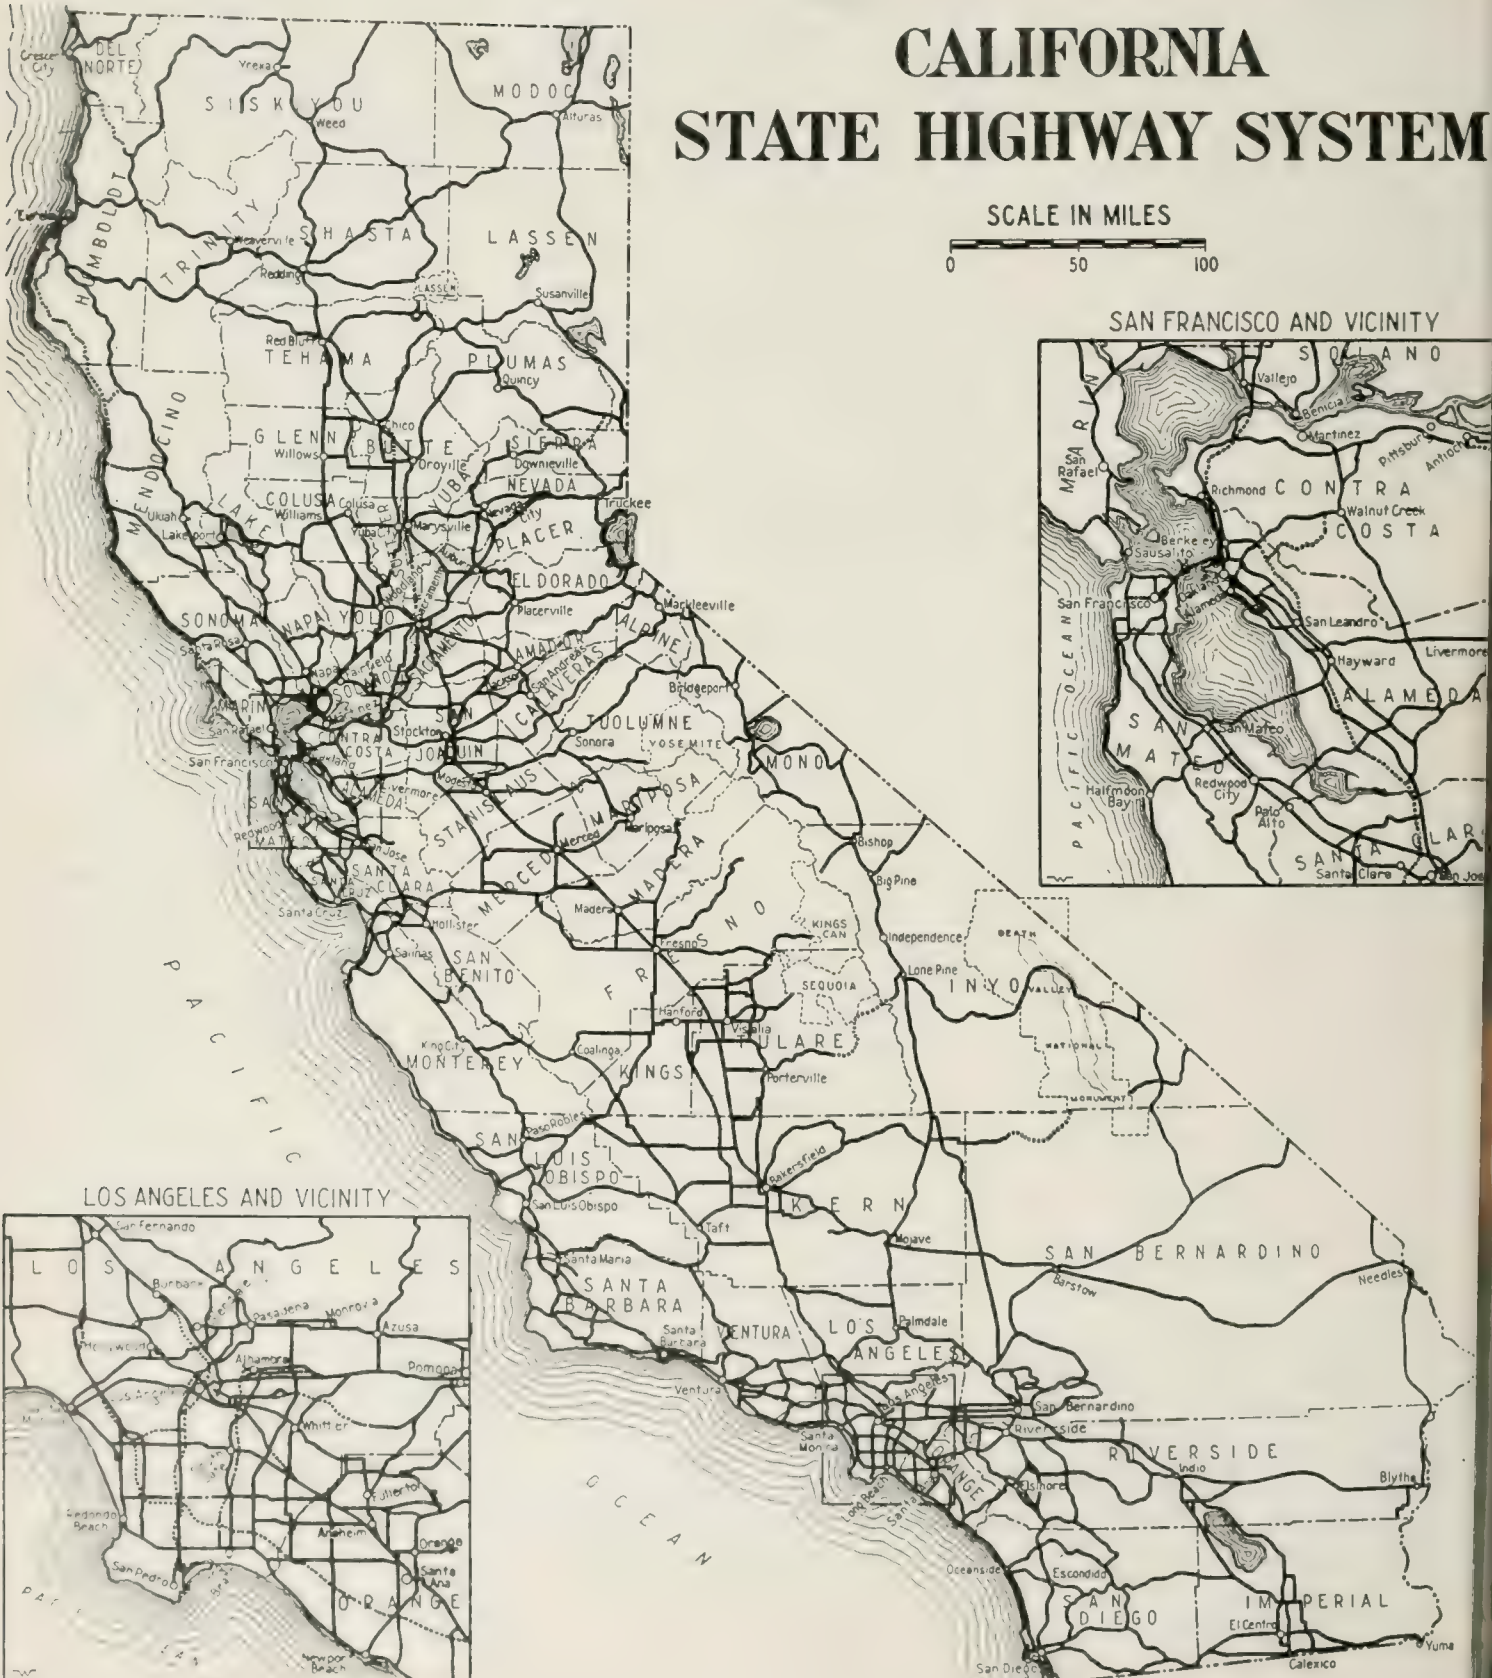 CALIFORNIA
STATE HIGHWAY SYSTEM
SCALE IN MILES
0 50 100
DEL
NORTE
Yreka
SISKIYOU
Weed
MODOC
Alturas
HUMBOLDT
TRINITY
Weaverville
SHASTA
Redding
LASSEN
LASSEN
Susanville
Red Bluff
TEHAMA
PLUMAS
Quincy
MENDOCINO
GLENN
Willows
Chico
BUTTE
Oroville
SIERRA
Downieville
NEVADA
Nevada
City
Truckee
COLUSA
Colusa
Williams
LAKE
Ukiah
Lakeport
SUTTER
YUBA
Yuba City
Marysville
PLACER
Auburn
EL DORADO
Placerville
Woodland
Sacramento
SONOMA
NAPA
YOLO
Santa Rosa
Napa
Fairfield
SOLANO
SACRAMENTO
AMADOR
Jackson
San Andreas
CALAVERAS
ALPINE
Markleeville
Bridgeport
MARIN
San Rafael
CONTRA
COSTA
Stockton
SAN
JOAQUIN
TUOLUMNE
Sonora
YOSEMITE
MONO
San Francisco
Oakland
ALAMEDA
Livermore
Modesto
STANISLAUS
MARIPOSA
Mariposa
SAN
MATEO
Redwood City
San Jose
SANTA
CLARA
SANTA
CRUZ
Santa Cruz
MERCED
Merced
MADERA
Madera
Bishop
Big Pine
Hollister
Salinas
SAN
BENITO
FRESNO
Fresno
KINGS
CAN
Independence
DEATH
VALLEY
NATIONAL
MONUMENT
Lone Pine
INYO
SEQUOIA
Hanford
Visalia
TULARE
King City
MONTEREY
Coalinga
KINGS
Porterville
Paso Robles
SAN
LUIS
OBISPO
San Luis Obispo
Bakersfield
KERN
Taft
Mojave
SAN BERNARDINO
Barstow
Needles
Santa Maria
SANTA
BARBARA
Santa
Barbara
VENTURA
Ventura
LOS
ANGELES
Palmdale
Los Angeles
San Bernardino
Santa
Monica
Riverside
RIVERSIDE
Indio
Blythe
ORANGE
Elsinore
Long Beach
Oceanside
Escondido
SAN
DIEGO
San Diego
IMPERIAL
El Centro
Calexico
Yuma
PACIFIC
OCEAN
SAN FRANCISCO AND VICINITY
SOLANO
MARIN
Vallejo
Benicia
Martinez
Pittsburg
Antioch
San
Rafael
Richmond
CONTRA
COSTA
Walnut Creek
Berkeley
Sausalito
San Francisco
Oakland
Alameda
San Leandro
Hayward
Livermore
ALAMEDA
PACIFIC OCEAN
SAN
MATEO
San Mateo
Halfmoon
Bay
Redwood
City
Palo
Alto
SANTA
Santa Clara
LOS ANGELES AND VICINITY
San Fernando
LOS ANGELES
Burbank
Pasadena
Monrovia
Azusa
Hollywood
Alhambra
Pomona
Whittier
Fullerton
Redondo
Beach
Anaheim
Orange
Santa
Ana
San Pedro
ORANGE
Newport
Beach